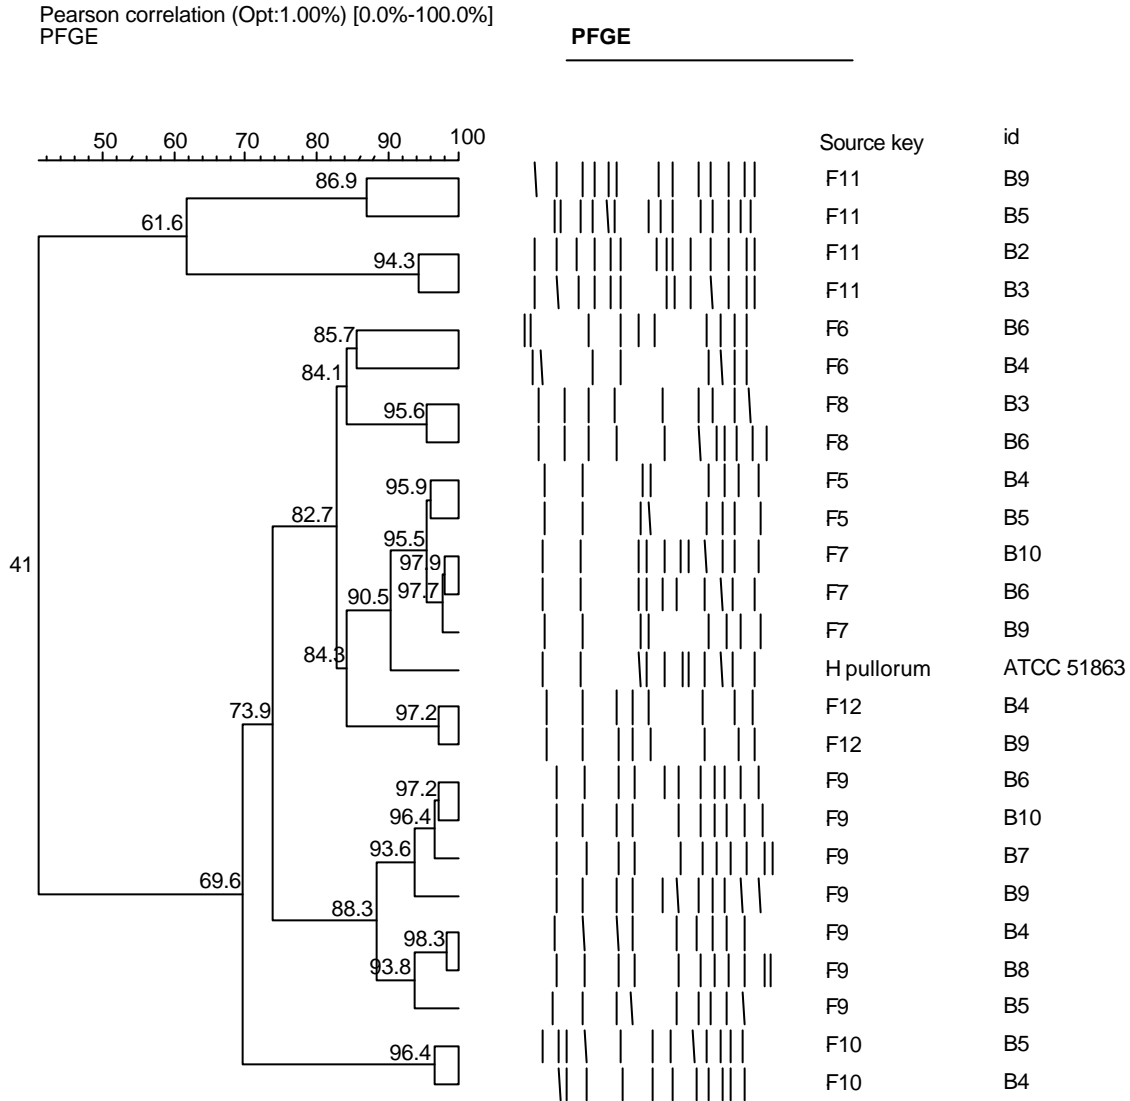 Pearson correlation (Opt:1.00%) [0.0%-100.0%]
PFGE PFGE
50 60 70 80 90 100 Source key id
86.9 F11 B9
61.6 F11 B5
94.3 F11 B2
F11 B3
85.7 F6 B6
84.1 F6 B4
95.6 F8 B3
F8 B6
95.9 F5 B4
82.7 F5 B5
95.5
41 97.9 F7 B10
97.7 F7 B6
90.5
F7 B9
84.3 H pullorum ATCC 51863
73.9 97.2 F12 B4
F12 B9
97.2 F9 B6
96.4 F9 B10
93.6 F9 B7
69.6 F9 B9
88.3
98.3 F9 B4
93.8 F9 B8
F9 B5
96.4 F10 B5
F10 B4